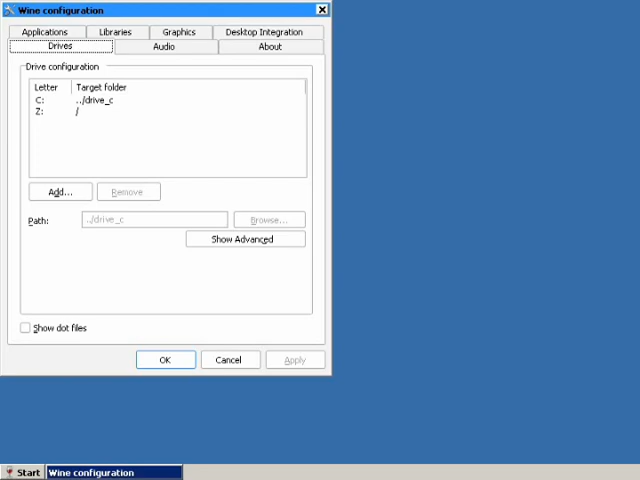 Wine configuration
Applications Libraries Graphics Desktop Integration
Drives Audio About
Drive configuration
Letter Target folder
C: ../drive_c
Z: /
Add... Remove
Path: ../drive_c Browse...
Show Advanced
Show dot files
OK Cancel Apply
Start Wine configuration